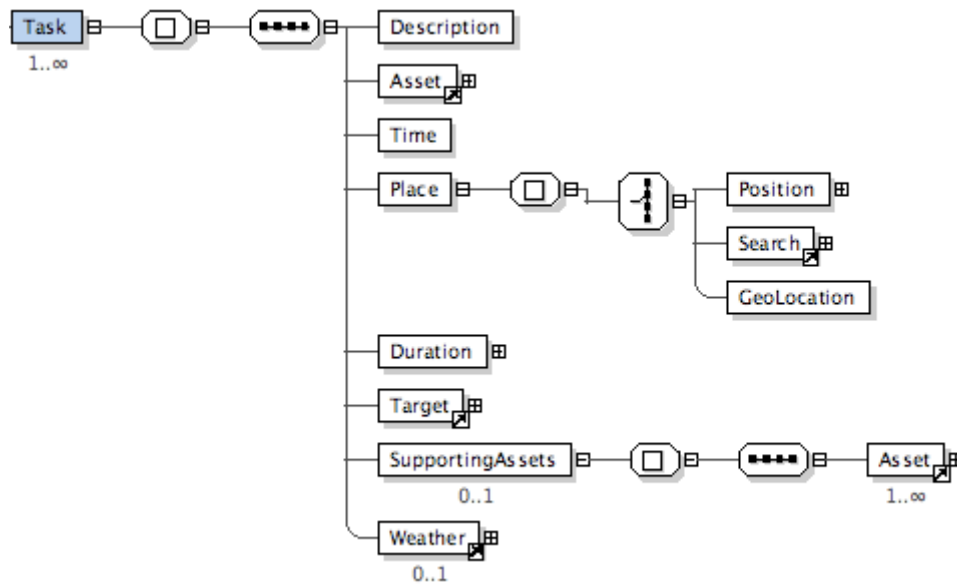 Task
1..∞
Description
Asset
Time
Place
Position
Search
GeoLocation
Duration
Target
SupportingAssets
0..1
Asset
1..∞
Weather
0..1